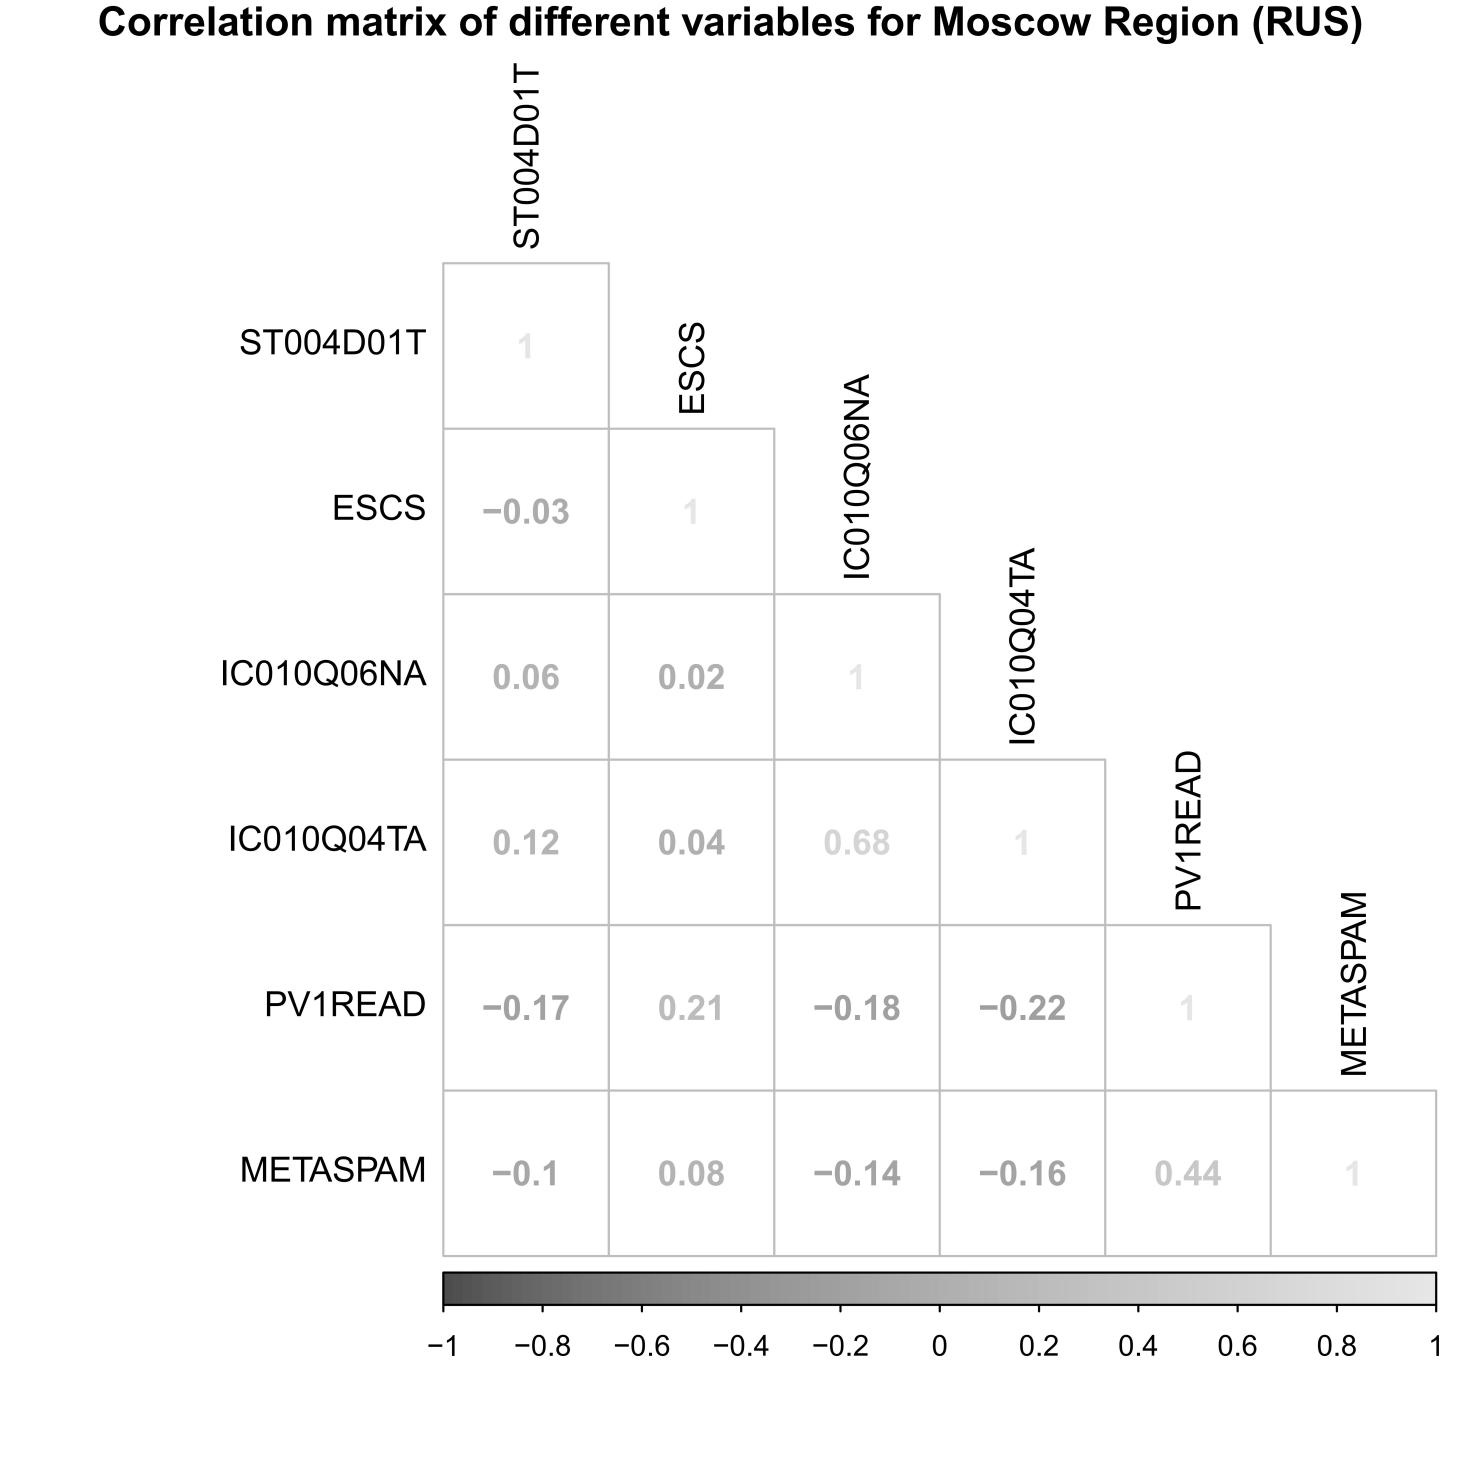 Correlation matrix of different variables for Moscow Region (RUS)
ST004D01T
ESCS
IC010Q06NA
IC010Q04TA
PV1READ
METASPAM
ST004D01T 1
ESCS −0.03 1
IC010Q06NA 0.06 0.02 1
IC010Q04TA 0.12 0.04 0.68 1
PV1READ −0.17 0.21 −0.18 −0.22 1
METASPAM −0.1 0.08 −0.14 −0.16 0.44 1
−1 −0.8 −0.6 −0.4 −0.2 0 0.2 0.4 0.6 0.8 1